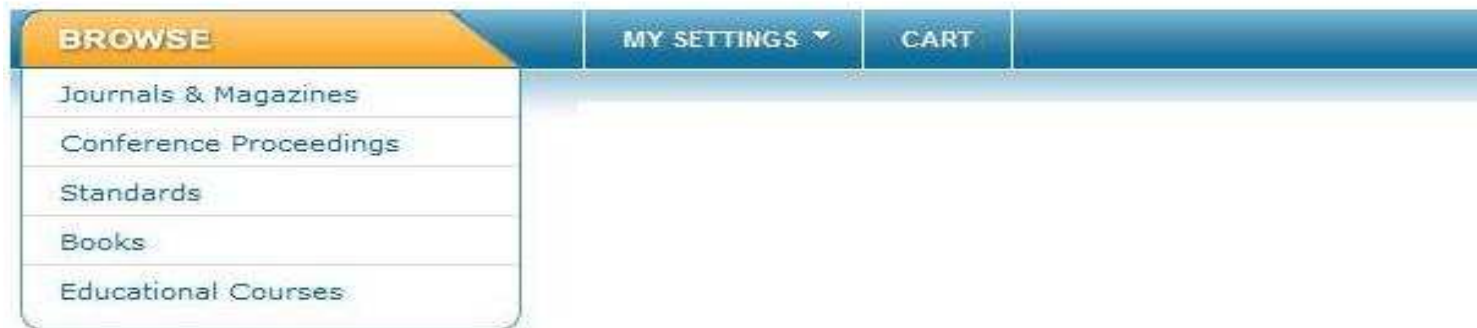 BROWSE MY SETTINGS CART
Journals & Magazines
Conference Proceedings
Standards
Books
Educational Courses